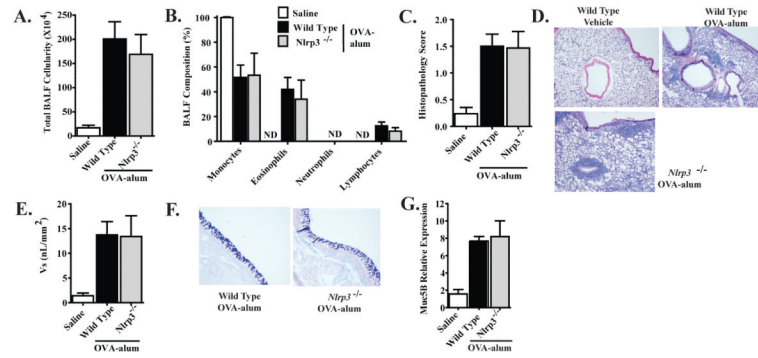 A.
Total BALF Cellularity (X10⁴)
250
200
150
100
50
0
Saline
Wild Type
Nlrp3-/-
OVA-alum
B.
BALF Composition (%)
100
80
60
40
20
0
Saline
Wild Type
Nlrp3 -/-
OVA-
alum
ND
ND
ND
Monocytes
Eosinophils
Neutrophils
Lymphocytes
C.
Histopathology Score
2.0
1.5
1.0
0.5
0.0
Saline
Wild Type
Nlrp3-/-
OVA-alum
D.
Wild Type
Vehicle
Wild Type
OVA-alum
Nlrp3 -/-
OVA-alum
E.
Vs (nL/mm²)
20
15
10
5
0
Saline
Wild Type
Nlrp3-/-
OVA-alum
F.
Wild Type
OVA-alum
Nlrp3 -/-
OVA-alum
G.
Muc5B Relative Expression
12
10
8
6
4
2
0
Saline
Wild Type
Nlrp3-/-
OVA-alum